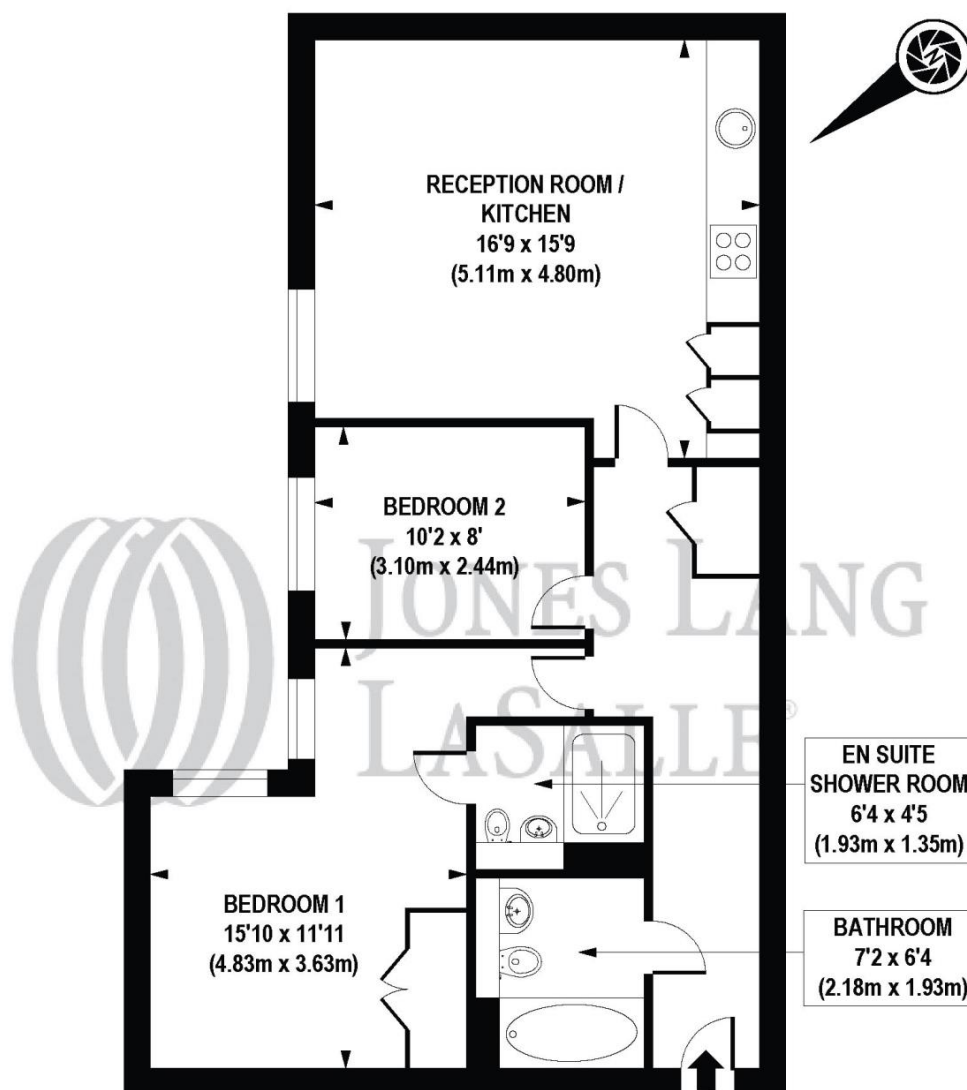 RECEPTION ROOM /
KITCHEN
16'9 x 15'9
(5.11m x 4.80m)
BEDROOM 2
10'2 x 8'
(3.10m x 2.44m)
JONES LANG
LASALLE®
EN SUITE
SHOWER ROOM
6'4 x 4'5
(1.93m x 1.35m)
BEDROOM 1
15'10 x 11'11
(4.83m x 3.63m)
BATHROOM
7'2 x 6'4
(2.18m x 1.93m)